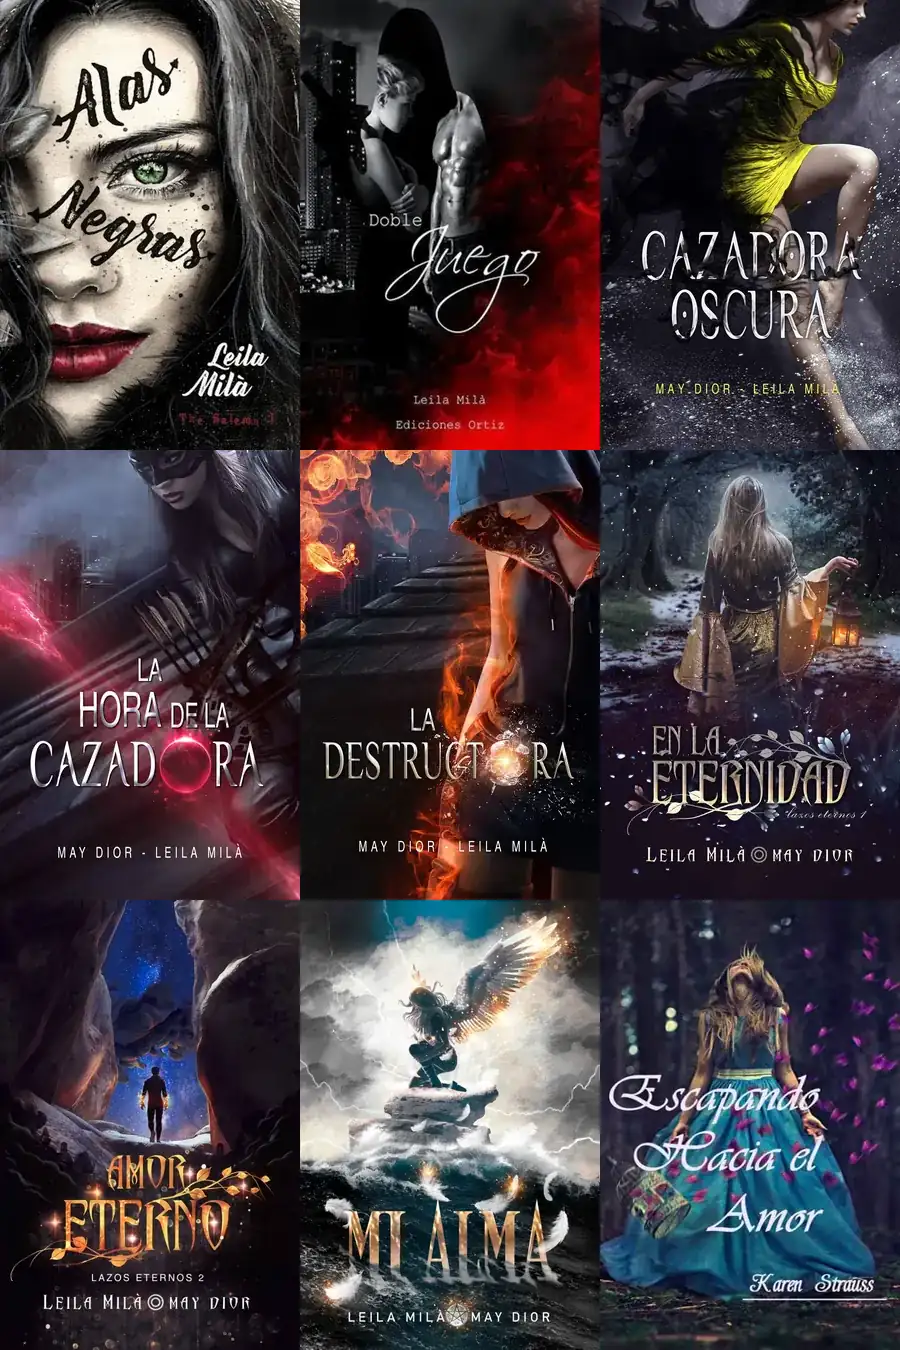 Alas
Negras
Leila
Milà
Doble
Juego
Leila Milà
Ediciones Ortiz
CAZADORA
OSCURA
MAY DIOR - LEILA MILÀ
LA
HORA DE LA
CAZADORA
MAY DIOR - LEILA MILÀ
LA
DESTRUCTORA
MAY DIOR - LEILA MILÀ
EN LA
ETERNIDAD
lazos eternos 1
LEILA MILÀ MAY DIOR
AMOR
ETERNO
LAZOS ETERNOS 2
LEILA MILÀ MAY DIOR
MI ALMA
LEILA MILÀ MAY DIOR
Escapando
Hacia el
Amor
Karen Strauss